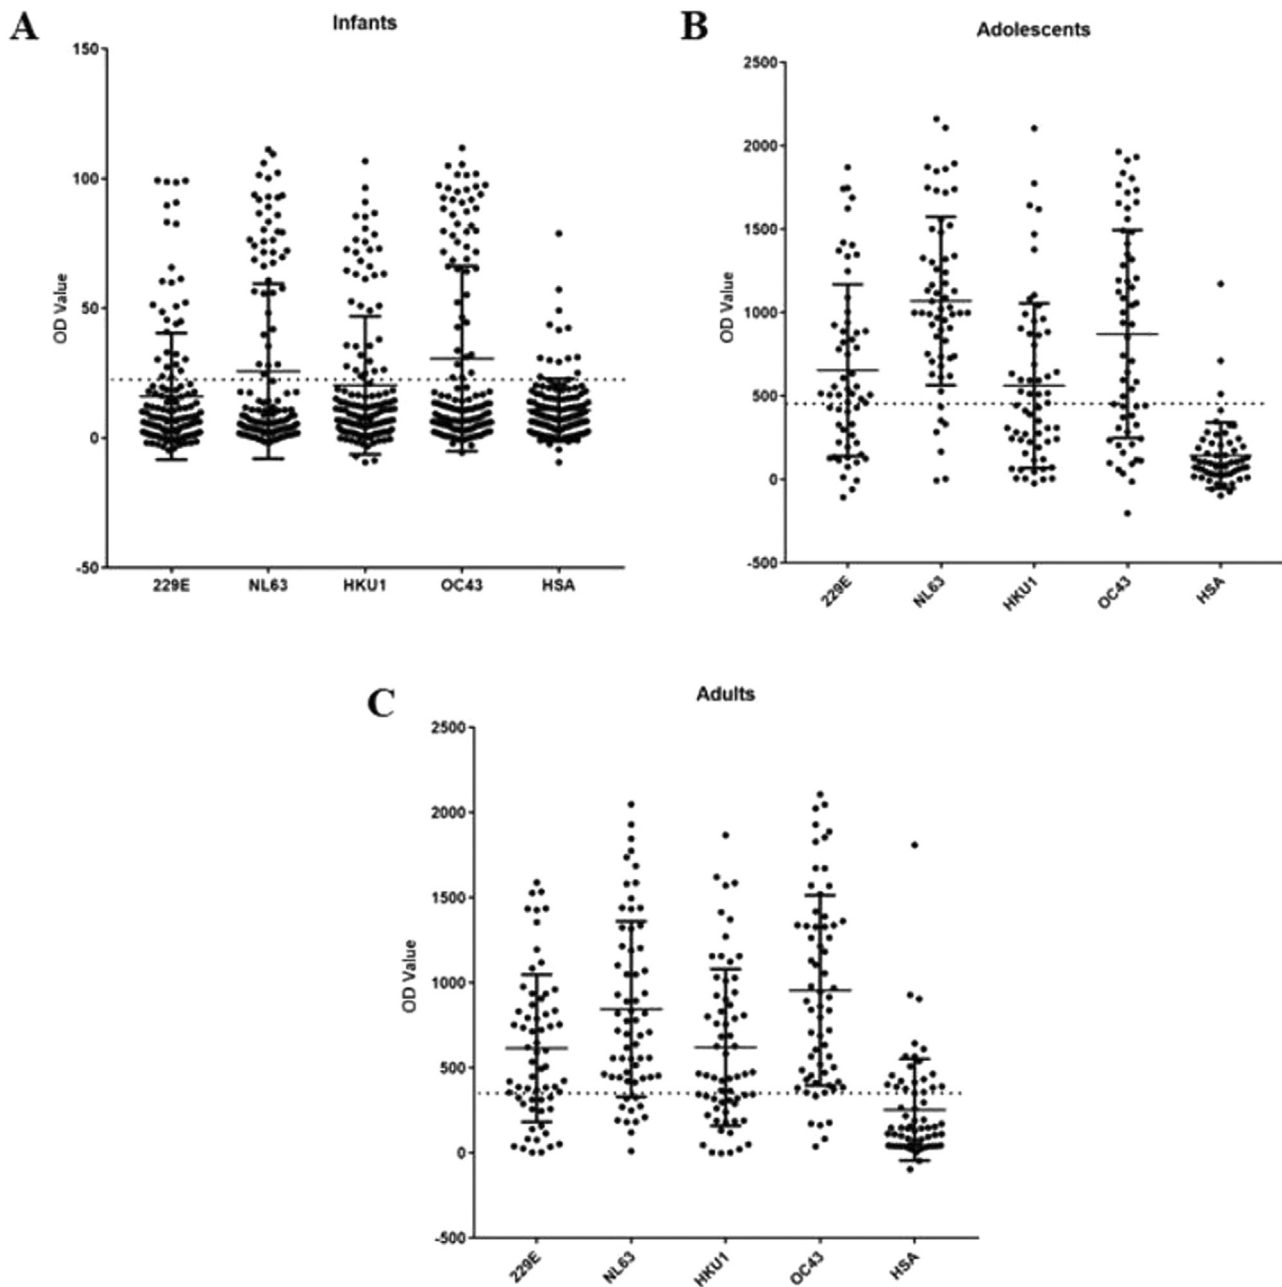 A
Infants
150
100
50
0
-50
OD Value
229E
NL63
HKU1
OC43
HSA
B
Adolescents
2500
2000
1500
1000
500
0
-500
OD Value
229E
NL63
HKU1
OC43
HSA
C
Adults
2500
2000
1500
1000
500
0
-500
OD Value
229E
NL63
HKU1
OC43
HSA